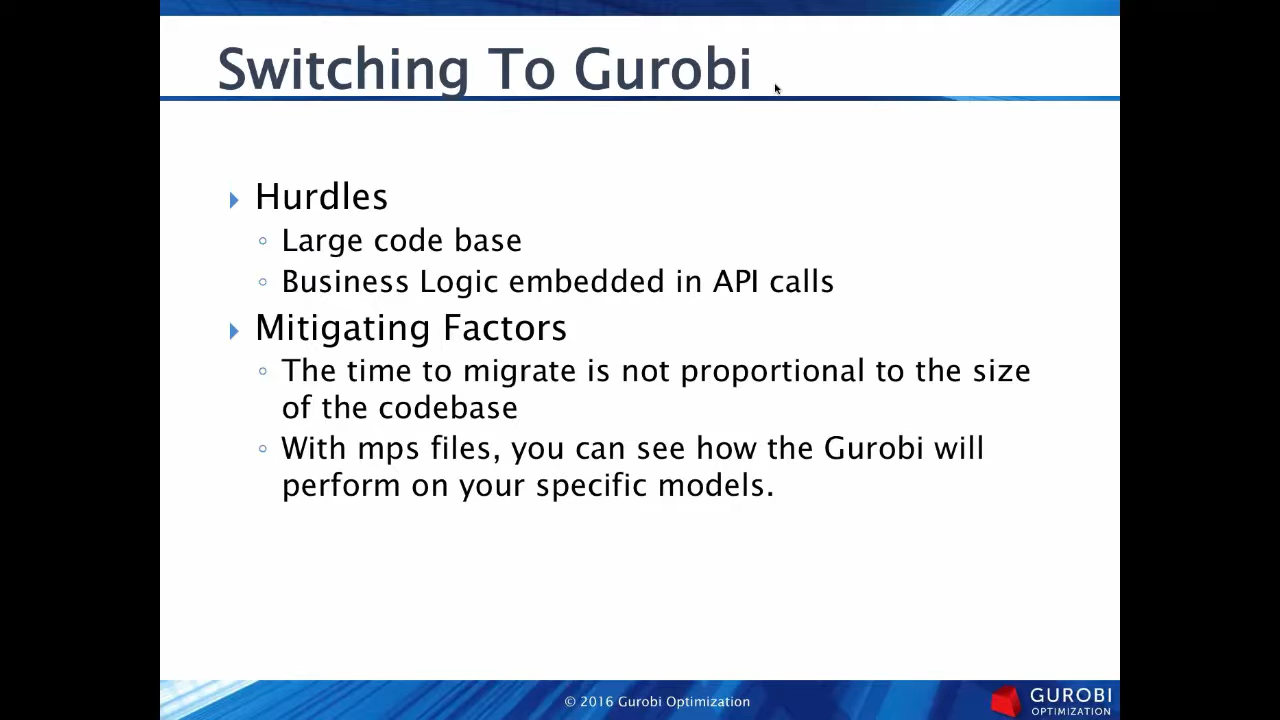 Switching To Gurobi
Hurdles
Large code base
Business Logic embedded in API calls
Mitigating Factors
The time to migrate is not proportional to the size
of the codebase
With mps files, you can see how the Gurobi will
perform on your specific models.
© 2016 Gurobi Optimization
GUROBI
OPTIMIZATION